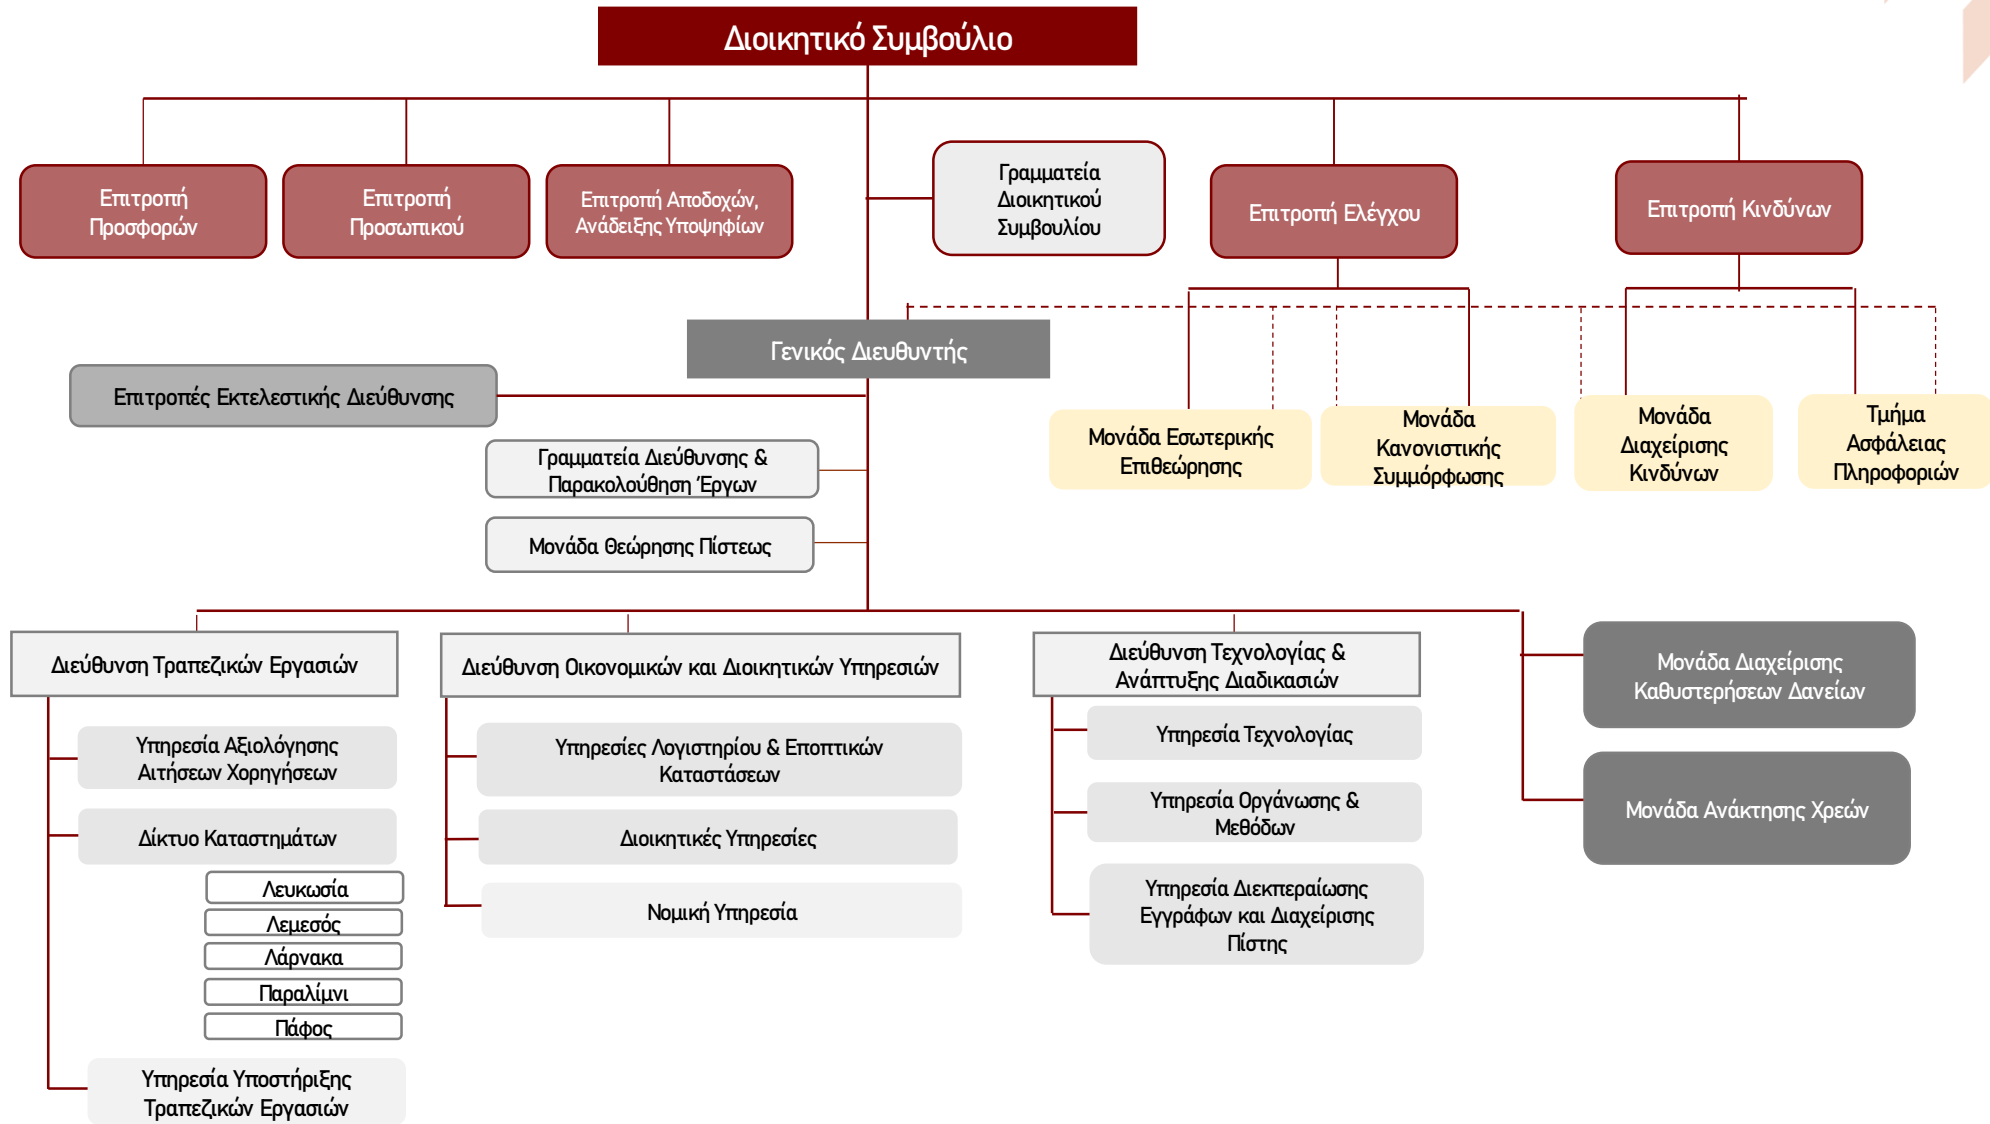 Διοικητικό Συμβούλιο
Επιτροπή
Προσφορών
Επιτροπή
Προσωπικού
Επιτροπή Αποδοχών,
Ανάδειξης Υποψηφίων
Γραμματεία
Διοικητικού
Συμβουλίου
Επιτροπή Ελέγχου
Επιτροπή Κινδύνων
Γενικός Διευθυντής
Επιτροπές Εκτελεστικής Διεύθυνσης
Γραμματεία Διεύθυνσης &
Παρακολούθηση Έργων
Μονάδα Θεώρησης Πίστεως
Μονάδα Εσωτερικής
Επιθεώρησης
Μονάδα
Κανονιστικής
Συμμόρφωσης
Μονάδα
Διαχείρισης
Κινδύνων
Τμήμα
Ασφάλειας
Πληροφοριών
Διεύθυνση Τραπεζικών Εργασιών
Υπηρεσία Αξιολόγησης
Αιτήσεων Χορηγήσεων
Δίκτυο Καταστημάτων
Λευκωσία
Λεμεσός
Λάρνακα
Παραλίμνι
Πάφος
Υπηρεσία Υποστήριξης
Τραπεζικών Εργασιών
Διεύθυνση Οικονομικών και Διοικητικών Υπηρεσιών
Υπηρεσίες Λογιστηρίου & Εποπτικών
Καταστάσεων
Διοικητικές Υπηρεσίες
Νομική Υπηρεσία
Διεύθυνση Τεχνολογίας &
Ανάπτυξης Διαδικασιών
Υπηρεσία Τεχνολογίας
Υπηρεσία Οργάνωσης &
Μεθόδων
Υπηρεσία Διεκπεραίωσης
Εγγράφων και Διαχείρισης
Πίστης
Μονάδα Διαχείρισης
Καθυστερήσεων Δανείων
Μονάδα Ανάκτησης Χρεών